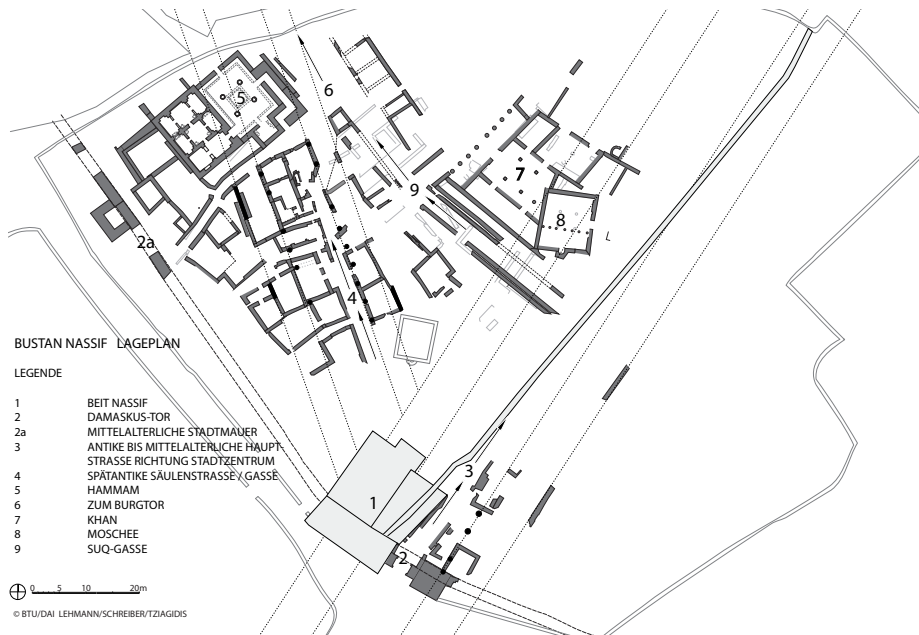 5
6
7
9
8
2a
4
BUSTAN NASSIF LAGEPLAN
LEGENDE
1 BEIT NASSIF
2 DAMASKUS-TOR
2a MITTELALTERLICHE STADTMAUER
3 ANTIKE BIS MITTELALTERLICHE HAUPT-
STRASSE RICHTUNG STADTZENTRUM
4 SPÄTANTIKE SÄULENSTRASSE / GASSE
5 HAMMAM
6 ZUM BURGTOR
7 KHAN
8 MOSCHEE
9 SUQ-GASSE
3
1
2
0 5 10 20m
© BTU/DAI LEHMANN/SCHREIBER/TZIAGIDIS